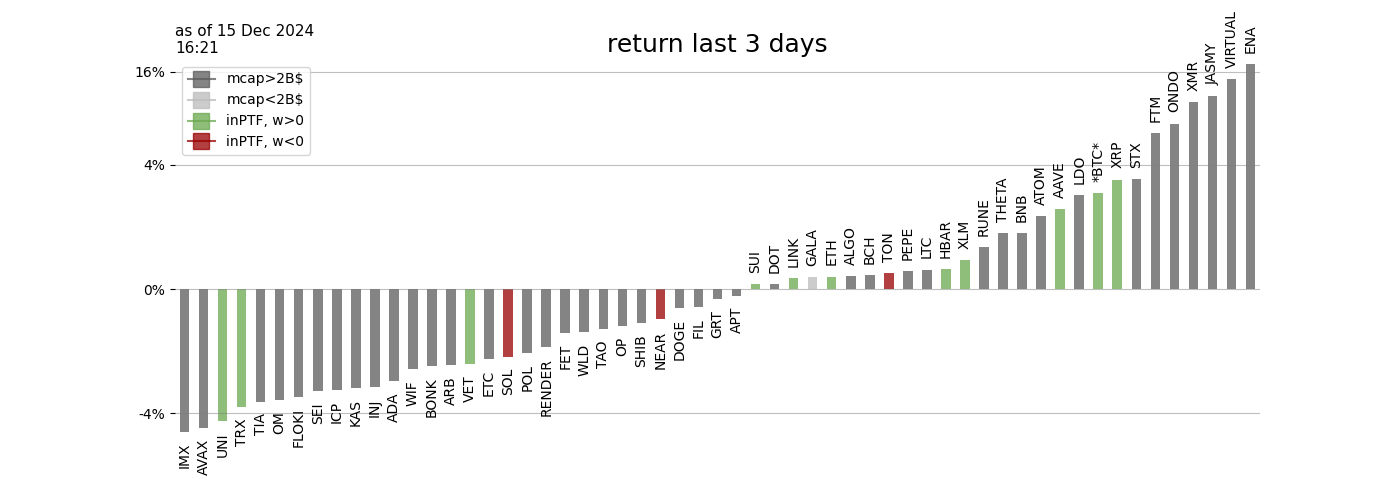 as of 15 Dec 2024
16:21
return last 3 days
mcap>2B$
mcap<2B$
inPTF, w>0
inPTF, w<0
16%
4%
0%
-4%
IMX
AVAX
UNI
TRX
TIA
OM
FLOKI
SEI
ICP
KAS
INJ
ADA
WIF
BONK
ARB
VET
ETC
SOL
POL
RENDER
FET
WLD
TAO
OP
SHIB
NEAR
DOGE
FIL
GRT
APT
SUI
DOT
LINK
GALA
ETH
ALGO
BCH
TON
PEPE
LTC
HBAR
XLM
RUNE
THETA
BNB
ATOM
AAVE
LDO
*BTC*
XRP
STX
FTM
ONDO
XMR
JASMY
VIRTUAL
ENA